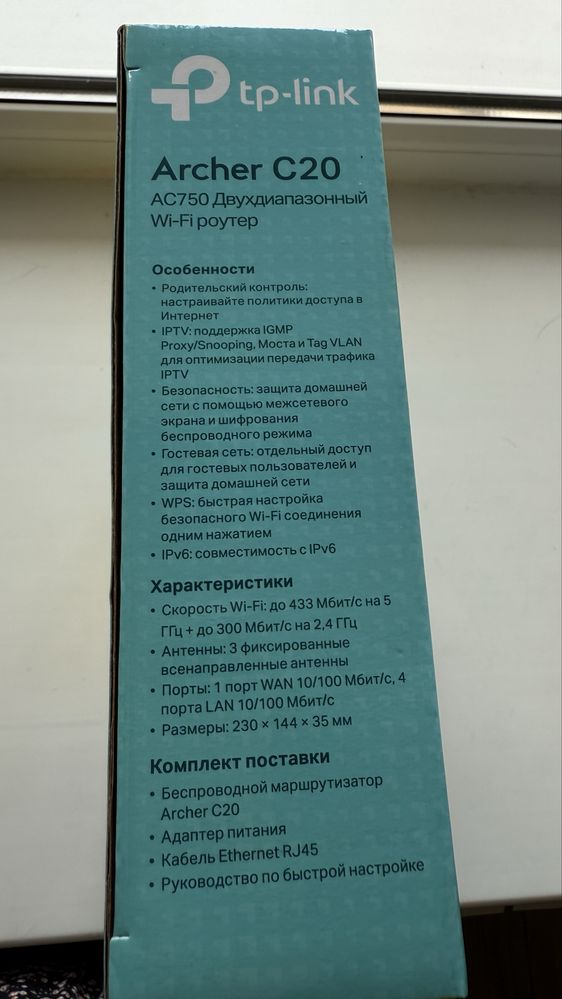 tp-link
Archer C20
AC750 Двухдиапазонный
Wi-Fi роутер
Особенности
• Родительский контроль:
настраивайте политики доступа в
Интернет
• IPTV: поддержка IGMP
Proxy/Snooping, Моста и Tag VLAN
для оптимизации передачи трафика
IPTV
• Безопасность: защита домашней
сети с помощью межсетевого
экрана и шифрования
беспроводного режима
• Гостевая сеть: отдельный доступ
для гостевых пользователей и
защита домашней сети
• WPS: быстрая настройка
безопасного Wi-Fi соединения
одним нажатием
• IPv6: совместимость с IPv6
Характеристики
• Скорость Wi-Fi: до 433 Мбит/с на 5
ГГц + до 300 Мбит/с на 2,4 ГГц
• Антенны: 3 фиксированные
всенаправленные антенны
• Порты: 1 порт WAN 10/100 Мбит/с, 4
порта LAN 10/100 Мбит/с
• Размеры: 230 × 144 × 35 мм
Комплект поставки
• Беспроводной маршрутизатор
Archer C20
• Адаптер питания
• Кабель Ethernet RJ45
• Руководство по быстрой настройке